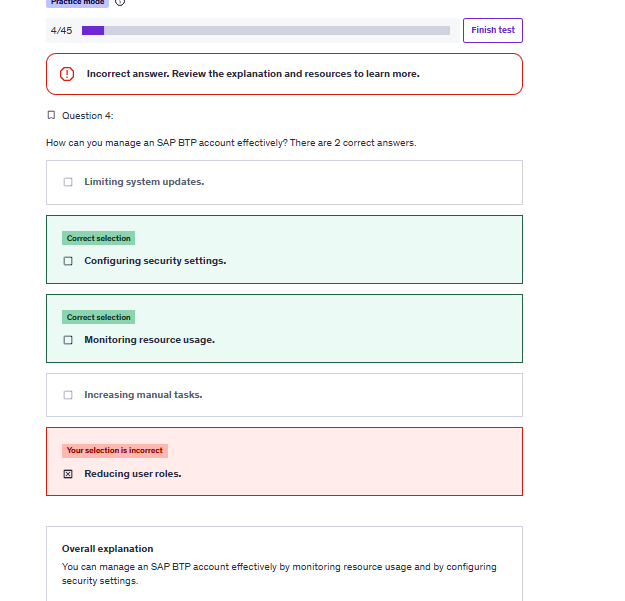 Practice mode
4/45
Finish test
Incorrect answer. Review the explanation and resources to learn more.
Question 4:
How can you manage an SAP BTP account effectively? There are 2 correct answers.
Limiting system updates.
Correct selection
Configuring security settings.
Correct selection
Monitoring resource usage.
Increasing manual tasks.
Your selection is incorrect
Reducing user roles.
Overall explanation
You can manage an SAP BTP account effectively by monitoring resource usage and by configuring
security settings.